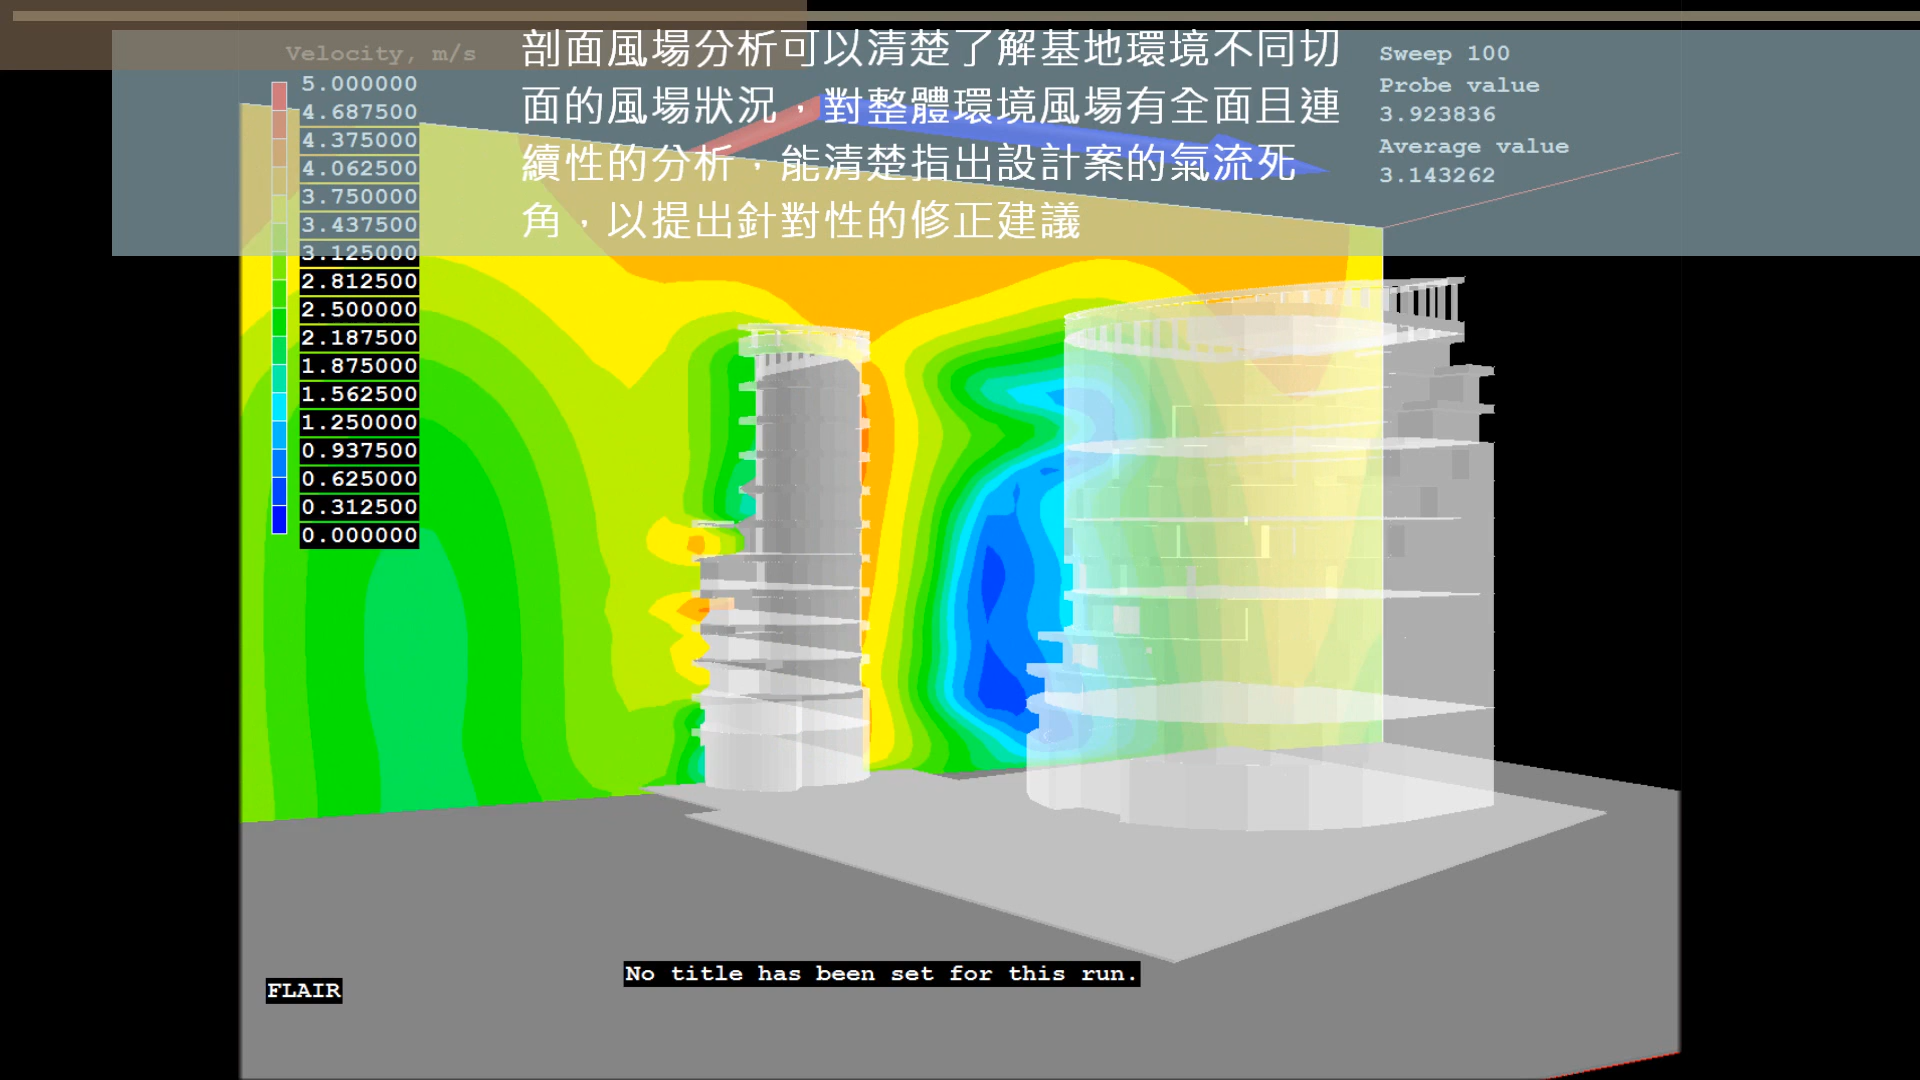 Velocity, m/s
5.000000
4.687500
4.375000
4.062500
3.750000
3.437500
3.125000
2.812500
2.500000
2.187500
1.875000
1.562500
1.250000
0.937500
0.625000
0.312500
0.000000
剖面風場分析可以清楚了解基地環境不同切
面的風場狀況，對整體環境風場有全面且連
續性的分析，能清楚指出設計案的氣流死
角，以提出針對性的修正建議
Sweep 100
Probe value
3.923836
Average value
3.143262
No title has been set for this run.
FLAIR